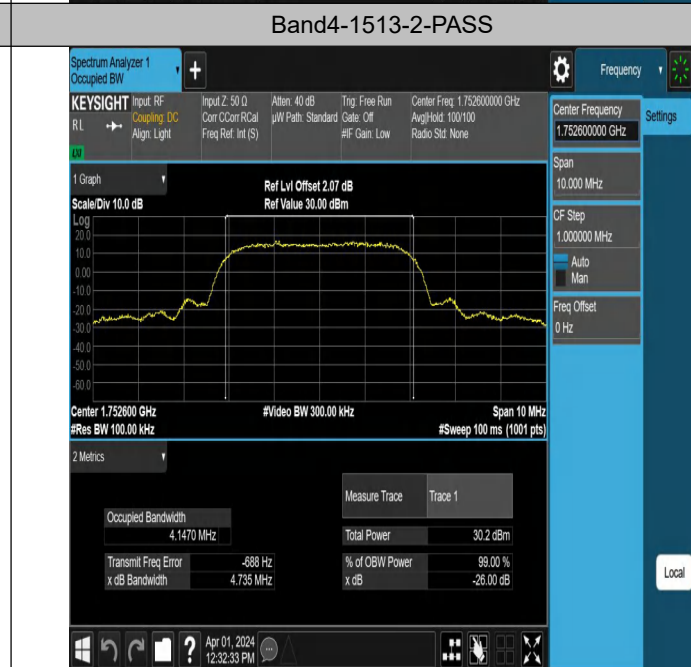 Band4-1513-2-PASS
Spectrum Analyzer 1
Occupied BW
+
Frequency
KEYSIGHT
RL
Input: RF
Coupling: DC
Align: Light
Input Z: 50 Ω
Corr CCorr RCal
Freq Ref: Int (S)
Atten: 40 dB
µW Path: Standard
Trig: Free Run
Gate: Off
#IF Gain: Low
Center Freq: 1.752600000 GHz
Avg|Hold: 100/100
Radio Std: None
Center Frequency
1.752600000 GHz
Settings
Span
10.000 MHz
CF Step
1.000000 MHz
Auto
Man
Freq Offset
0 Hz
1 Graph
Scale/Div 10.0 dB
Ref Lvl Offset 2.07 dB
Ref Value 30.00 dBm
Log
20.0
10.0
0.00
-10.0
-20.0
-30.0
-40.0
-50.0
-60.0
Center 1.752600 GHz
#Video BW 300.00 kHz
Span 10 MHz
#Res BW 100.00 kHz
#Sweep 100 ms (1001 pts)
2 Metrics
Measure Trace
Trace 1
Occupied Bandwidth
4.1470 MHz
Total Power
30.2 dBm
Transmit Freq Error
-688 Hz
% of OBW Power
99.00 %
x dB Bandwidth
4.735 MHz
x dB
-26.00 dB
Local
?
Apr 01, 2024
12:32:33 PM